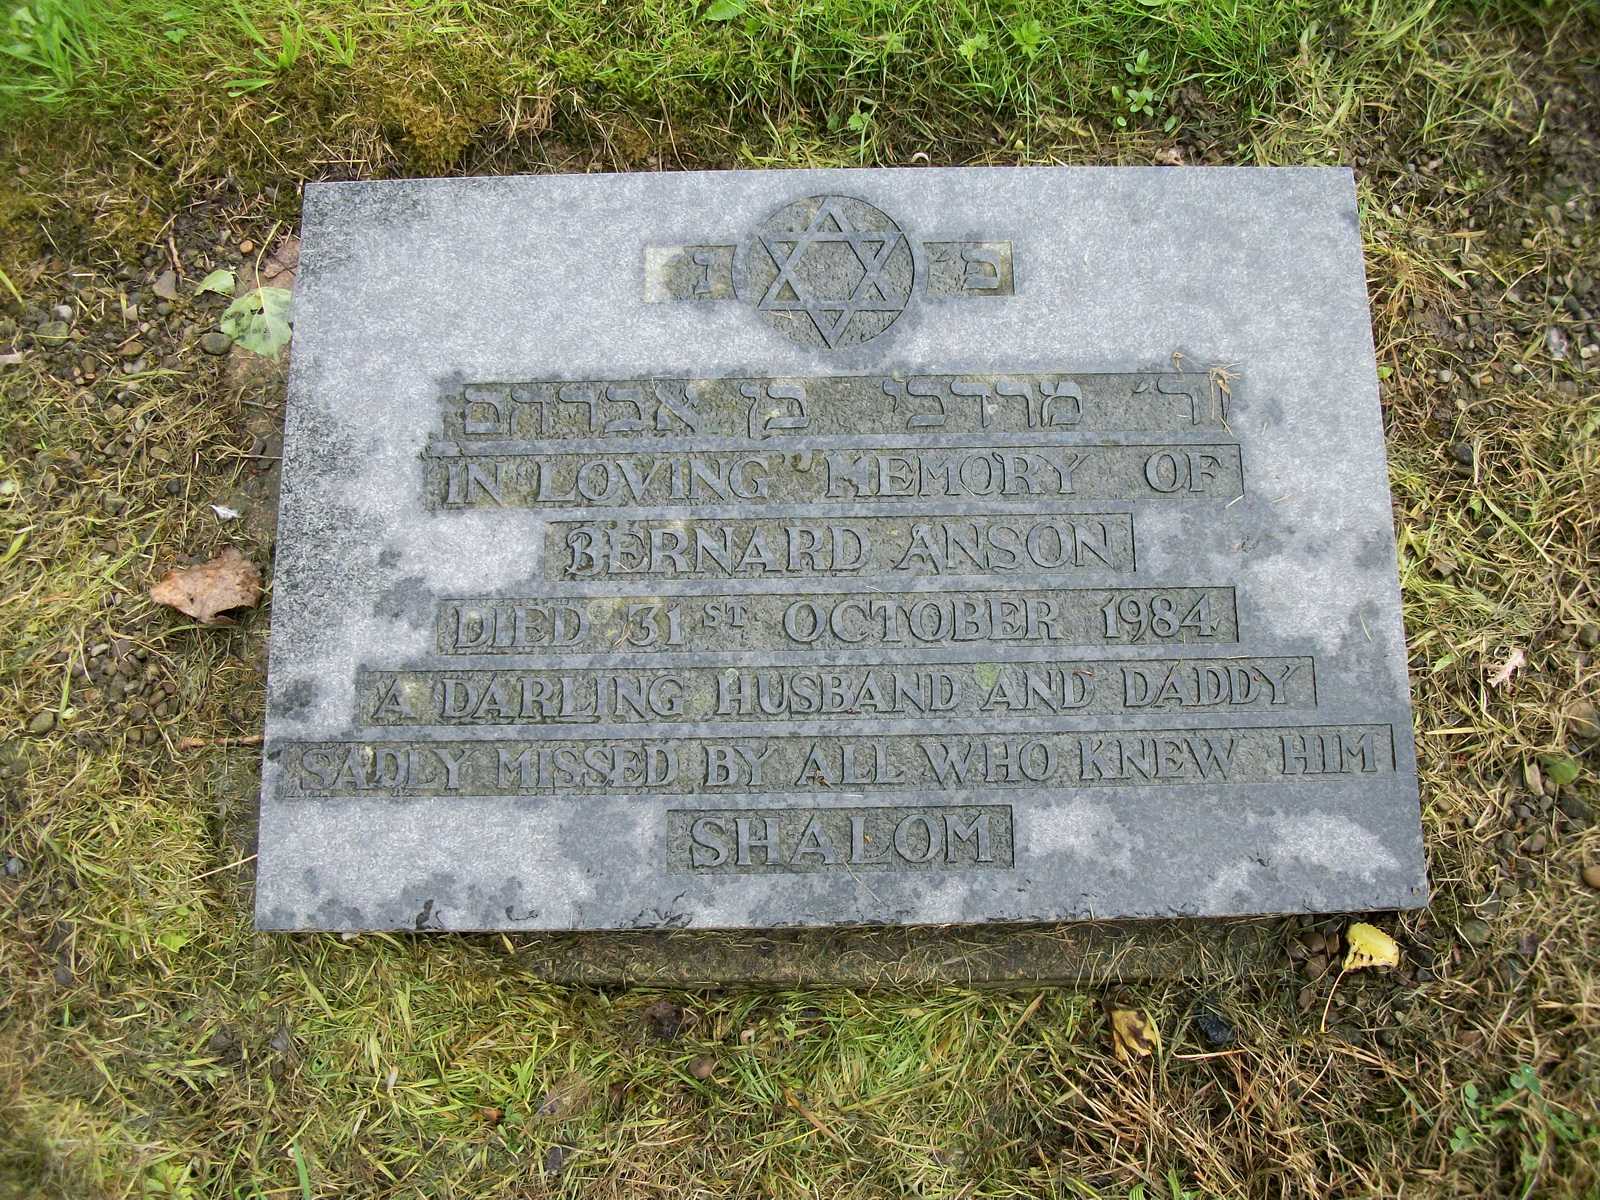 פ׳ נ
ור׳ מרדכי בן אברהם
IN LOVING MEMORY OF
BERNARD ANSON
DIED 31ST OCTOBER 1984
A DARLING HUSBAND AND DADDY
SADLY MISSED BY ALL WHO KNEW HIM
SHALOM